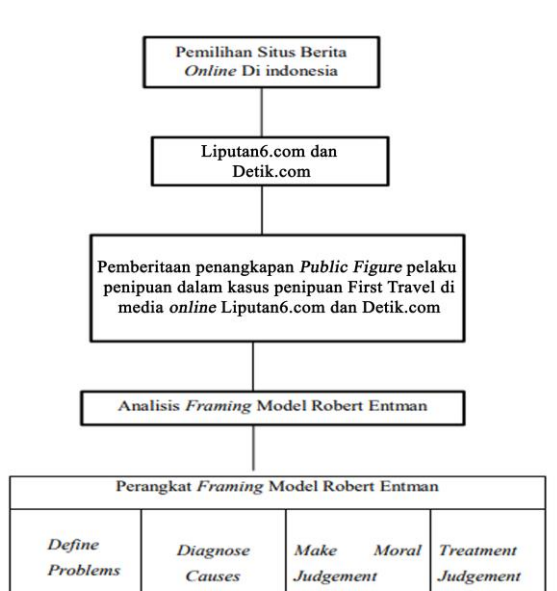 Pemilihan Situs Berita
Online Di indonesia
Liputan6.com dan
Detik.com
Pemberitaan penangkapan Public Figure pelaku
penipuan dalam kasus penipuan First Travel di
media online Liputan6.com dan Detik.com
Analisis Framing Model Robert Entman
Perangkat Framing Model Robert Entman
Define
Problems
Diagnose
Causes
Make Moral
Judgement
Treatment
Judgement